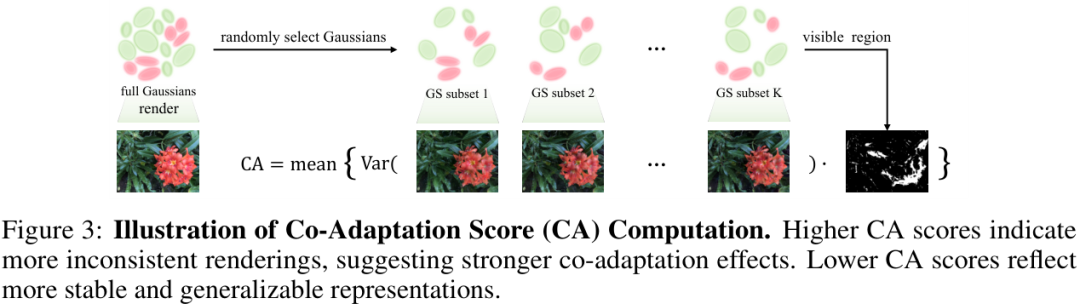 randomly select Gaussians
visible region
...
full Gaussians
render
GS subset 1
GS subset 2
GS subset K
CA = mean { Var(
...
) · }
Figure 3: Illustration of Co-Adaptation Score (CA) Computation. Higher CA scores indicate
more inconsistent renderings, suggesting stronger co-adaptation effects. Lower CA scores reflect
more stable and generalizable representations.